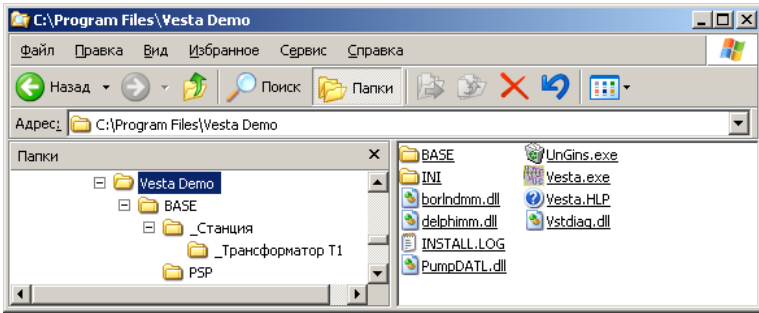 C:\Program Files\Vesta Demo
Файл Правка Вид Избранное Сервис Справка
Назад Поиск Папки
Адрес: C:\Program Files\Vesta Demo
Папки
Vesta Demo
BASE
_Станция
_Трансформатор Т1
PSP
BASE
INI
borlndmm.dll
delphimm.dll
INSTALL.LOG
PumpDATL.dll
UnGins.exe
Vesta.exe
Vesta.HLP
Vstdiag.dll